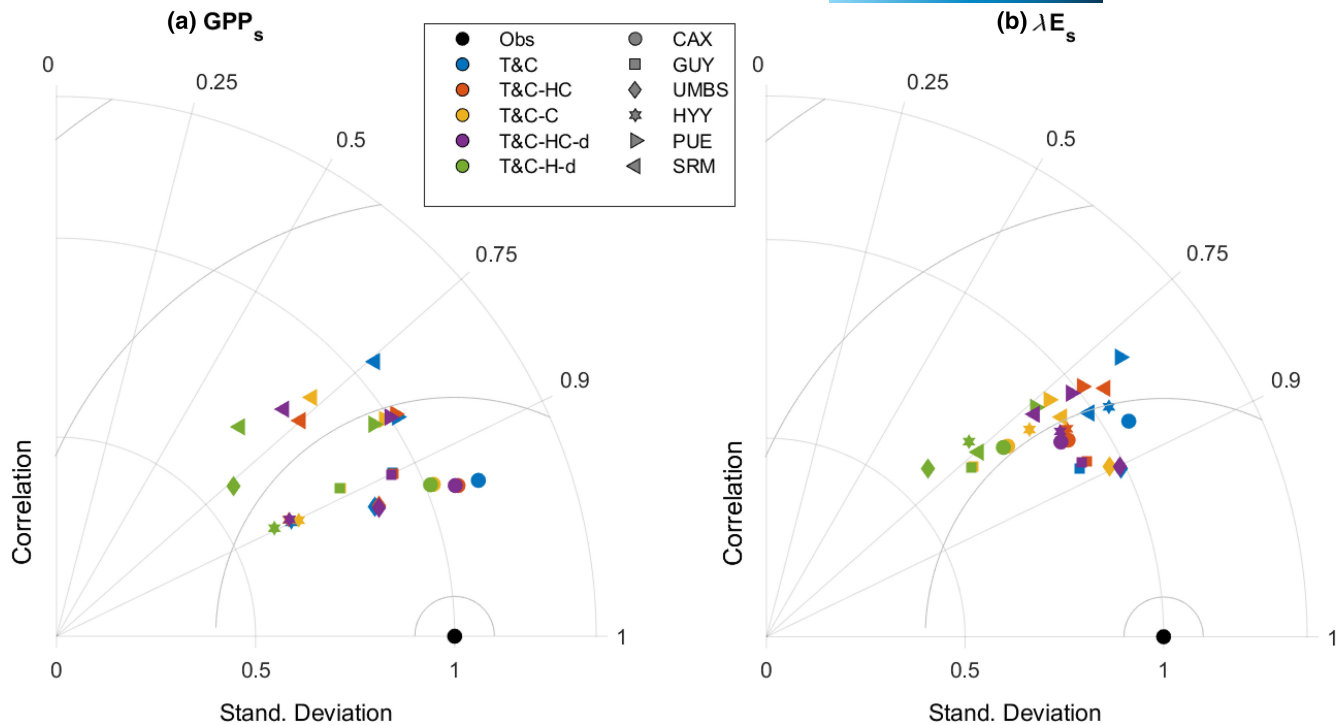 (a) GPPs
(b) λEs
Obs
T&C
T&C-HC
T&C-C
T&C-HC-d
T&C-H-d
CAX
GUY
UMBS
HYY
PUE
SRM
0
0.25
0.5
0.75
0.9
1
Correlation
0
0.5
1
Stand. Deviation
0
0.25
0.5
0.75
0.9
1
Correlation
0
0.5
1
Stand. Deviation